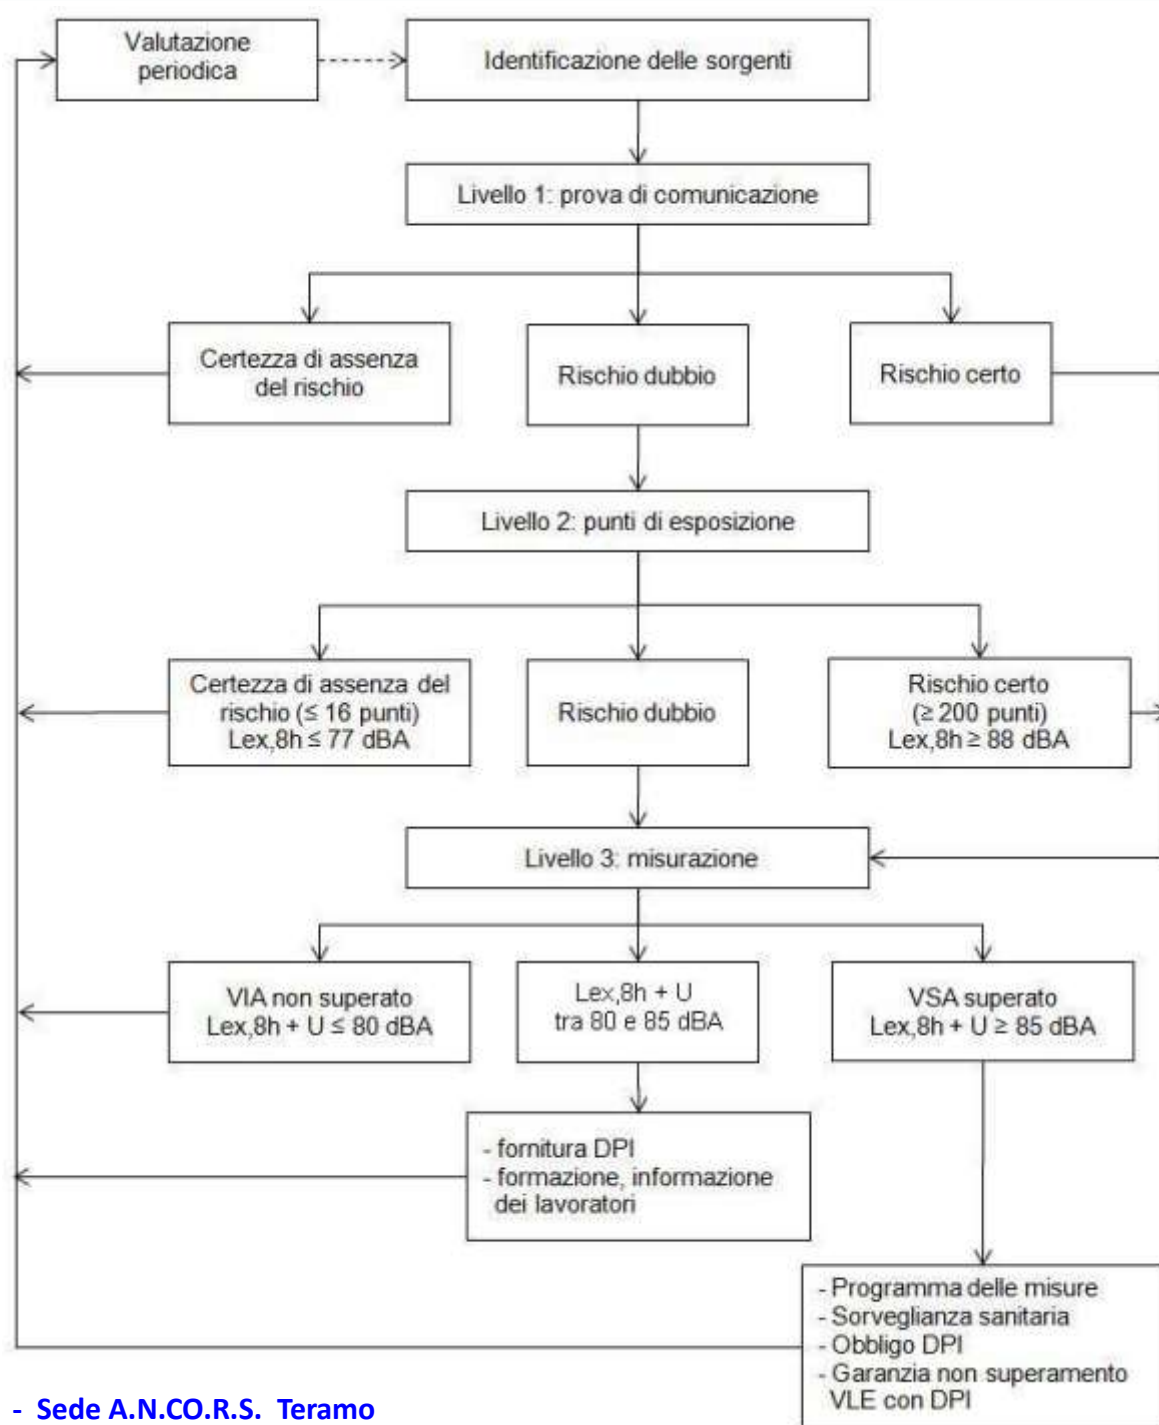 Valutazione
periodica
Identificazione delle sorgenti
Livello 1: prova di comunicazione
Certezza di assenza
del rischio
Rischio dubbio
Rischio certo
Livello 2: punti di esposizione
Certezza di assenza del
rischio (≤ 16 punti)
Lex,8h ≤ 77 dBA
Rischio dubbio
Rischio certo
(≥ 200 punti)
Lex,8h ≥ 88 dBA
Livello 3: misurazione
VIA non superato
Lex,8h + U ≤ 80 dBA
Lex,8h + U
tra 80 e 85 dBA
VSA superato
Lex,8h + U ≥ 85 dBA
- fornitura DPI
- formazione, informazione
dei lavoratori
- Programma delle misure
- Sorveglianza sanitaria
- Obbligo DPI
- Garanzia non superamento
VLE con DPI
- Sede A.N.CO.R.S. Teramo